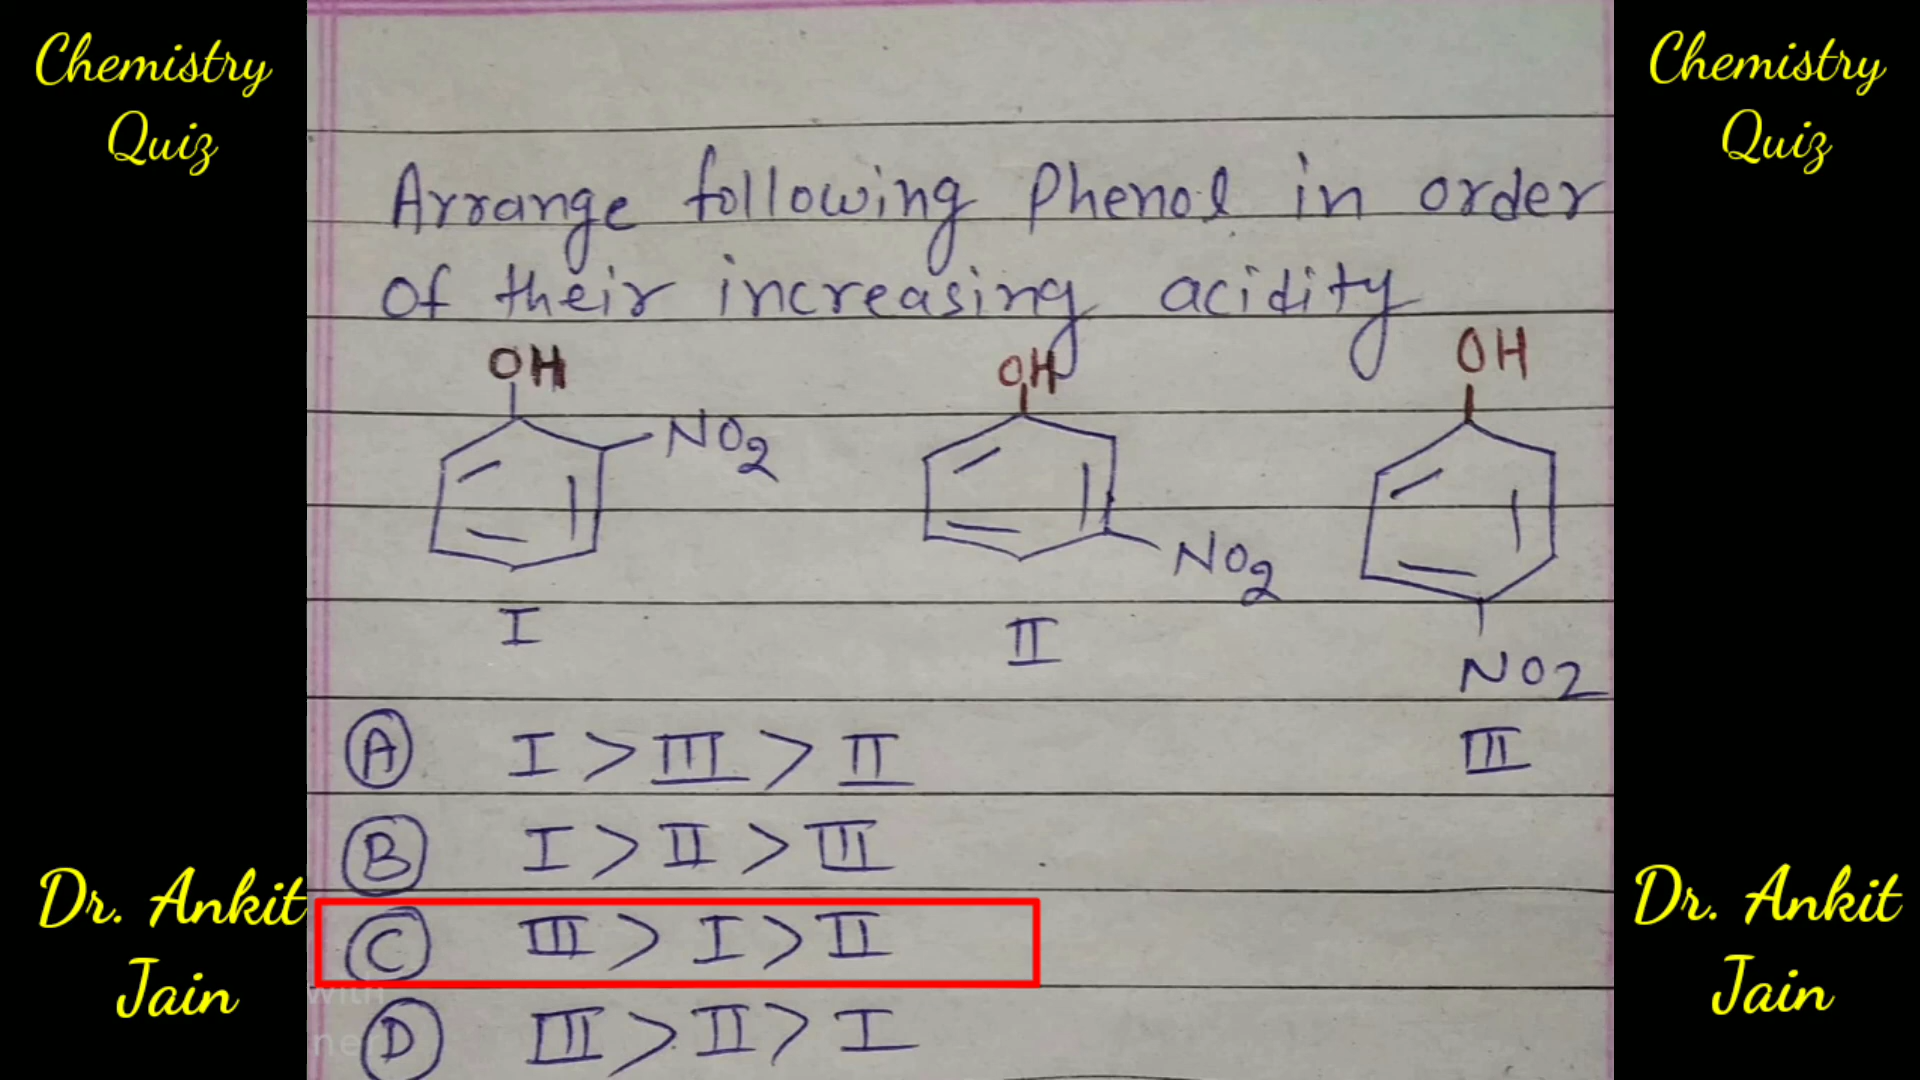 Chemistry
Quiz
Chemistry
Quiz
Arrange following Phenol in order
of their increasing acidity
OH
NO2
I
OH
NO2
II
OH
NO2
III
A I > III > II
B I > II > III
C III > I > II
D III > II > I
Dr. Ankit
Jain
Dr. Ankit
Jain
with